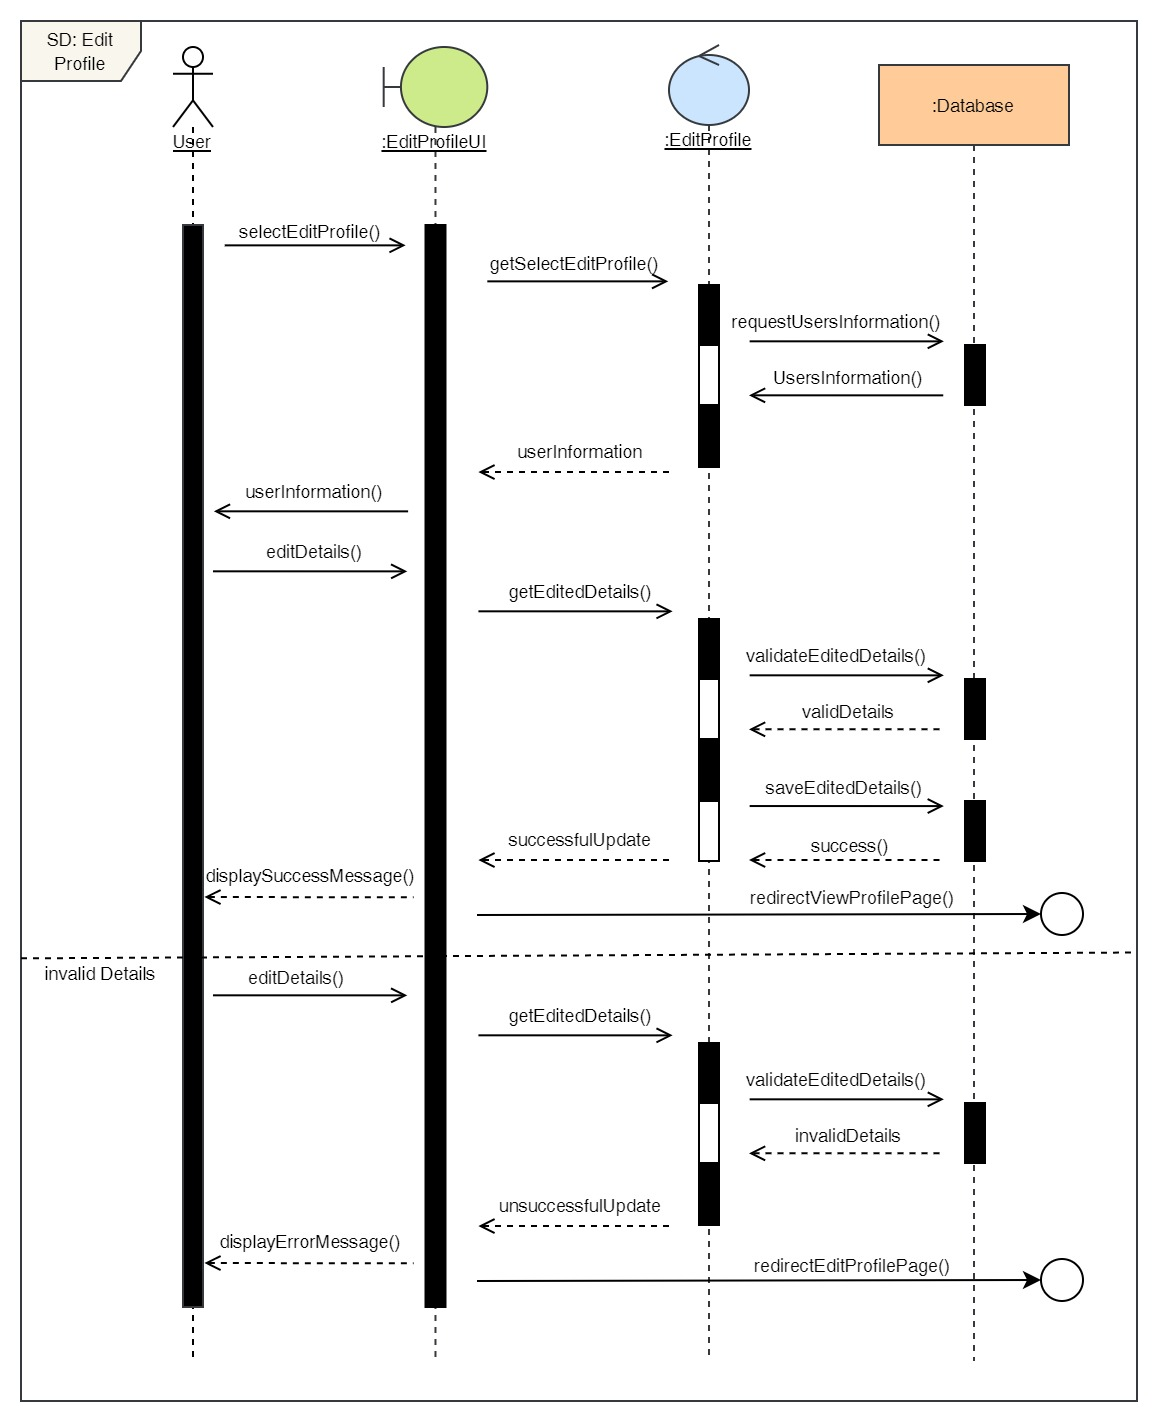 SD: Edit
Profile
User
:EditProfileUI
:EditProfile
:Database
selectEditProfile()
getSelectEditProfile()
requestUsersInformation()
UsersInformation()
userInformation
userInformation()
editDetails()
getEditedDetails()
validateEditedDetails()
validDetails
saveEditedDetails()
successfulUpdate
success()
displaySuccessMessage()
redirectViewProfilePage()
invalid Details
editDetails()
getEditedDetails()
validateEditedDetails()
invalidDetails
unsuccessfulUpdate
displayErrorMessage()
redirectEditProfilePage()